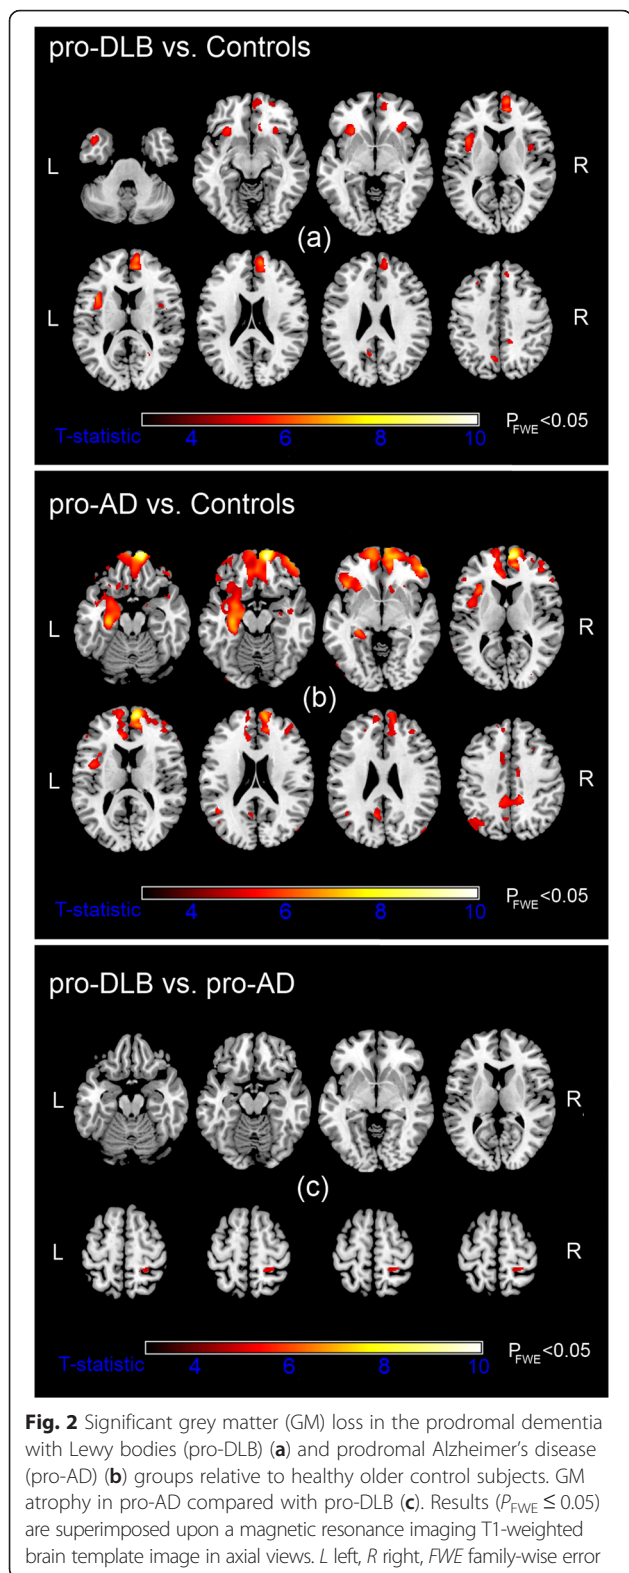 pro-DLB vs. Controls
L
R
(a)
L
R
T-statistic 4 6 8 10 PFWE<0.05
pro-AD vs. Controls
L
R
(b)
L
R
T-statistic 4 6 8 10 PFWE<0.05
pro-DLB vs. pro-AD
L
R
(c)
L
R
T-statistic 4 6 8 10 PFWE<0.05
Fig. 2 Significant grey matter (GM) loss in the prodromal dementia
with Lewy bodies (pro-DLB) (a) and prodromal Alzheimer's disease
(pro-AD) (b) groups relative to healthy older control subjects. GM
atrophy in pro-AD compared with pro-DLB (c). Results (PFWE ≤ 0.05)
are superimposed upon a magnetic resonance imaging T1-weighted
brain template image in axial views. L left, R right, FWE family-wise error